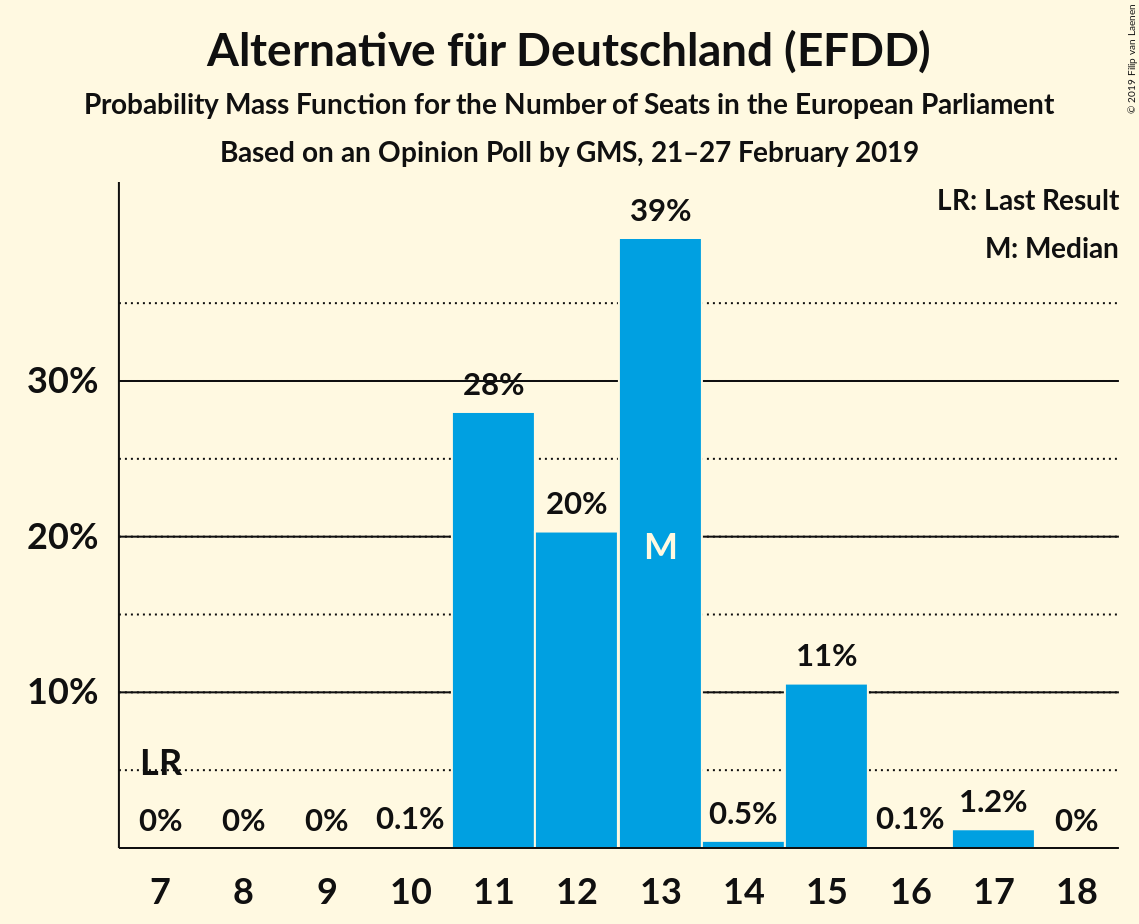 Alternative für Deutschland (EFDD)
Probability Mass Function for the Number of Seats in the European Parliament
Based on an Opinion Poll by GMS, 21–27 February 2019
© 2019 Filip van Laenen
LR: Last Result
M: Median
39%
30%
28%
20%
20%
M
11%
10%
LR
0%
0%
0%
0.1%
0.5%
0.1%
1.2%
0%
7 8 9 10 11 12 13 14 15 16 17 18